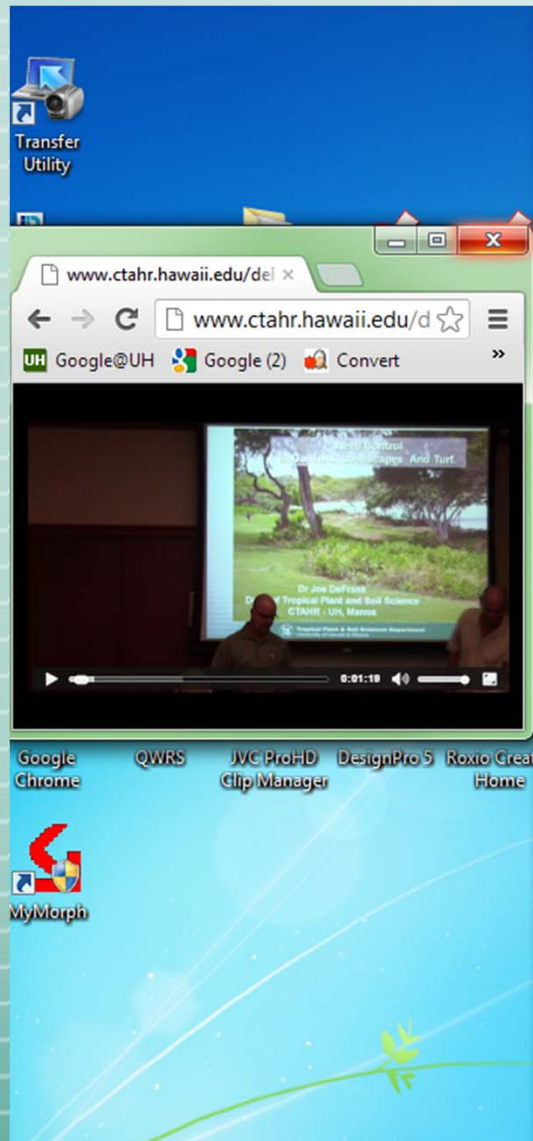 Transfer
Utility
www.ctahr.hawaii.edu/de
www.ctahr.hawaii.edu/d
UH Google@UH
Google (2)
Convert
»
Control
And Turf
Dr Joe DeFrank
Tropical Plant and Soil Science
CTAHR - UH, Manoa
Tropical Plant & Soil Sciences Department
0:01:19
Google
Chrome
QWRS
JVC ProHD
Clip Manager
DesignPro 5
Roxio Creat
Home
MyMorph